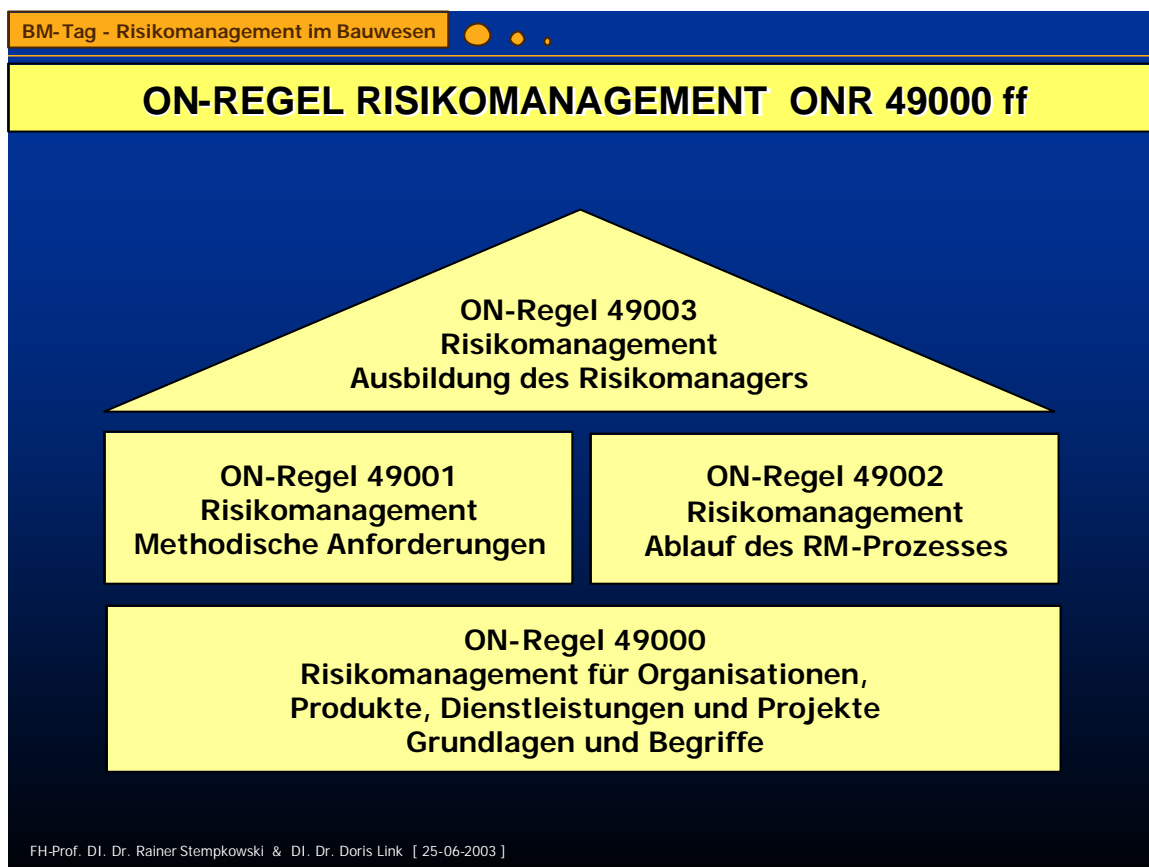 BM-Tag - Risikomanagement im Bauwesen
ON-REGEL RISIKOMANAGEMENT ONR 49000 ff
ON-Regel 49003
Risikomanagement
Ausbildung des Risikomanagers
ON-Regel 49001
Risikomanagement
Methodische Anforderungen
ON-Regel 49002
Risikomanagement
Ablauf des RM-Prozesses
ON-Regel 49000
Risikomanagement für Organisationen,
Produkte, Dienstleistungen und Projekte
Grundlagen und Begriffe
FH-Prof. DI. Dr. Rainer Stempkowski & DI. Dr. Doris Link [ 25-06-2003 ]